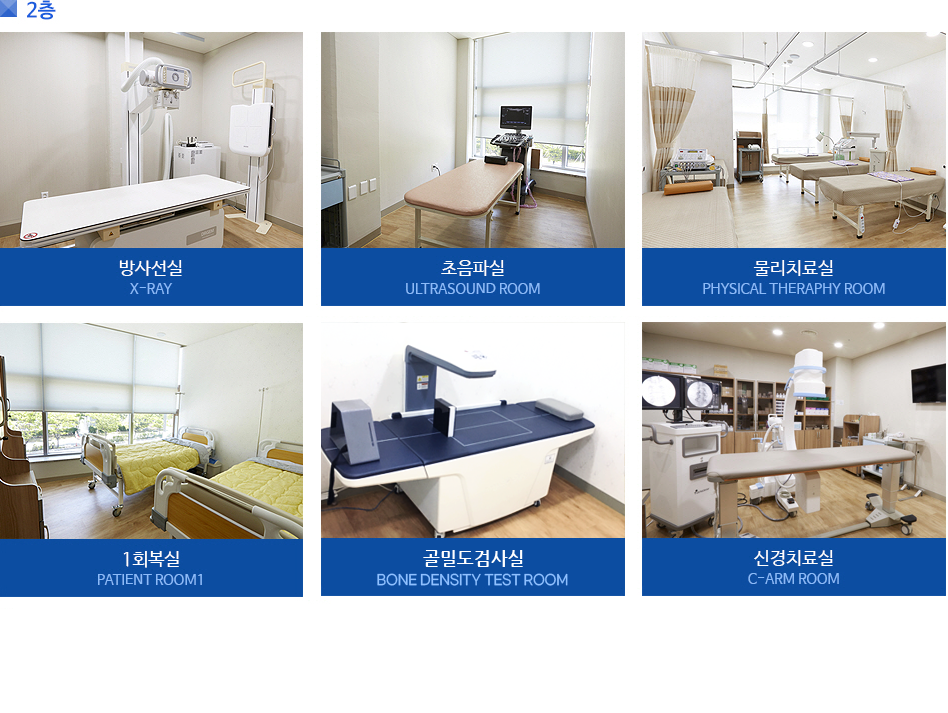 2층
방사선실
X-RAY
초음파실
ULTRASOUND ROOM
물리치료실
PHYSICAL THERAPHY ROOM
1회복실
PATIENT ROOM1
골밀도검사실
BONE DENSITY TEST ROOM
신경치료실
C-ARM ROOM